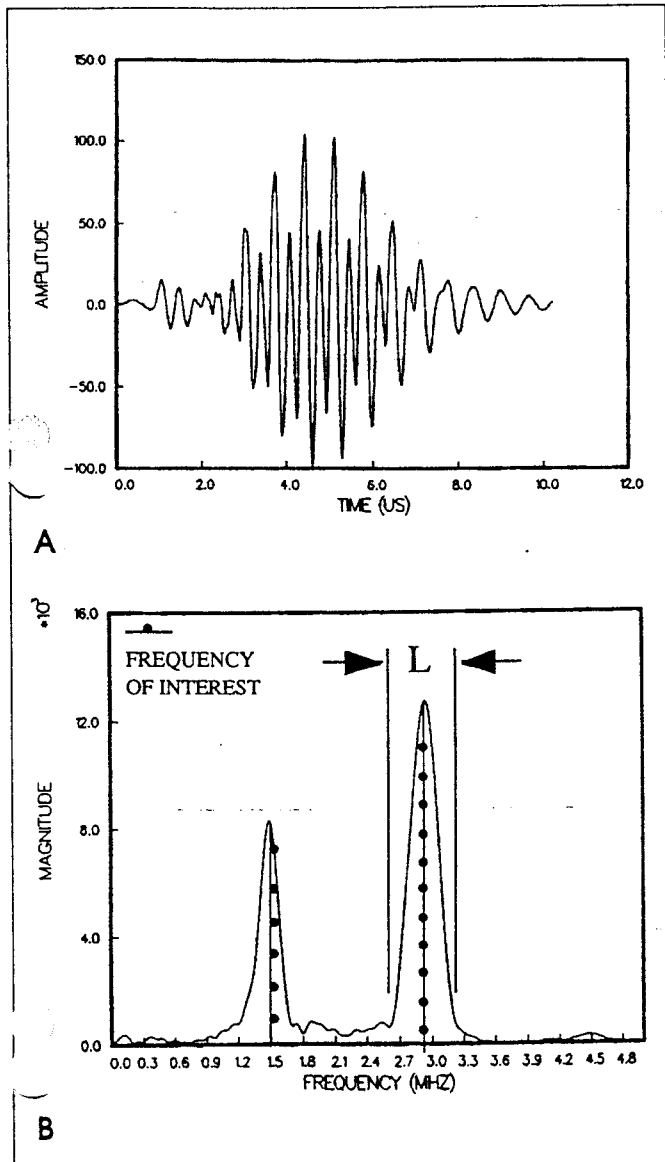 150.0
100.0
50.0
0.0
-50.0
-100.0
AMPLITUDE
0.0 2.0 4.0 6.0 8.0 10.0 12.0
TIME (US)
A
*10³
16.0
12.0
8.0
4.0
0.0
MAGNITUDE
FREQUENCY
OF INTEREST
L
0.0 0.3 0.6 0.9 1.2 1.5 1.8 2.1 2.4 2.7 3.0 3.3 3.6 3.9 4.2 4.5 4.8
FREQUENCY (MHZ)
B